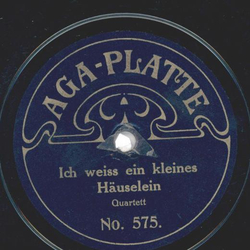 AGA-PLATTE
Ich weiss ein kleines
Häuselein
Quartett
No. 575.